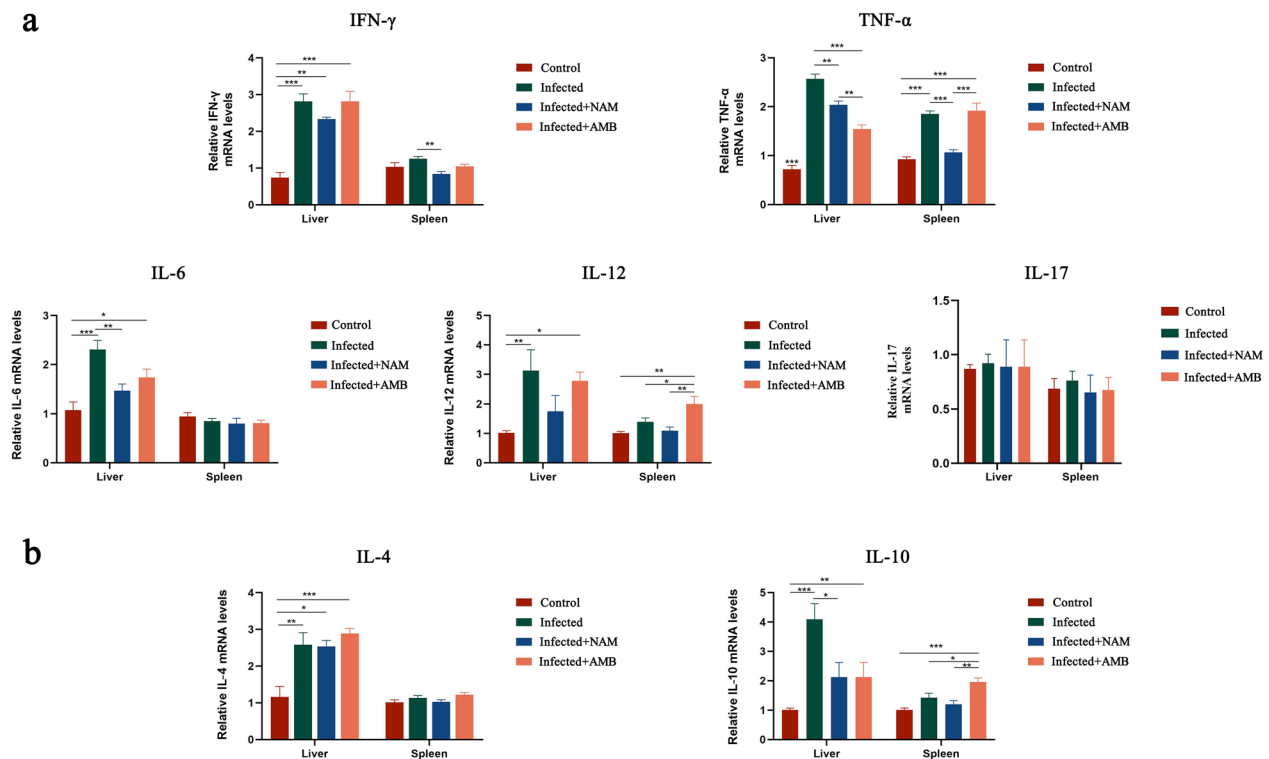 a
IFN-γ
Relative IFN-γ
mRNA levels
4
3
2
1
0
***
**
***
**
Liver
Spleen
Control
Infected
Infected+NAM
Infected+AMB
TNF-α
Relative TNF-α
mRNA levels
3
2
1
0
***
**
**
***
***
***
***
***
***
Liver
Spleen
Control
Infected
Infected+NAM
Infected+AMB
IL-6
Relative IL-6 mRNA levels
3
2
1
0
*
***
**
Liver
Spleen
Control
Infected
Infected+NAM
Infected+AMB
IL-12
Relative IL-12 mRNA levels
5
4
3
2
1
0
*
**
**
*
**
Liver
Spleen
Control
Infected
Infected+NAM
Infected+AMB
IL-17
Relative IL-17
mRNA levels
1.5
1.0
0.5
0.0
Liver
Spleen
Control
Infected
Infected+NAM
Infected+AMB
b
IL-4
Relative IL-4 mRNA levels
4
3
2
1
0
***
*
**
Liver
Spleen
Control
Infected
Infected+NAM
Infected+AMB
IL-10
Relative IL-10 mRNA levels
5
4
3
2
1
0
**
***
*
***
*
**
Liver
Spleen
Control
Infected
Infected+NAM
Infected+AMB